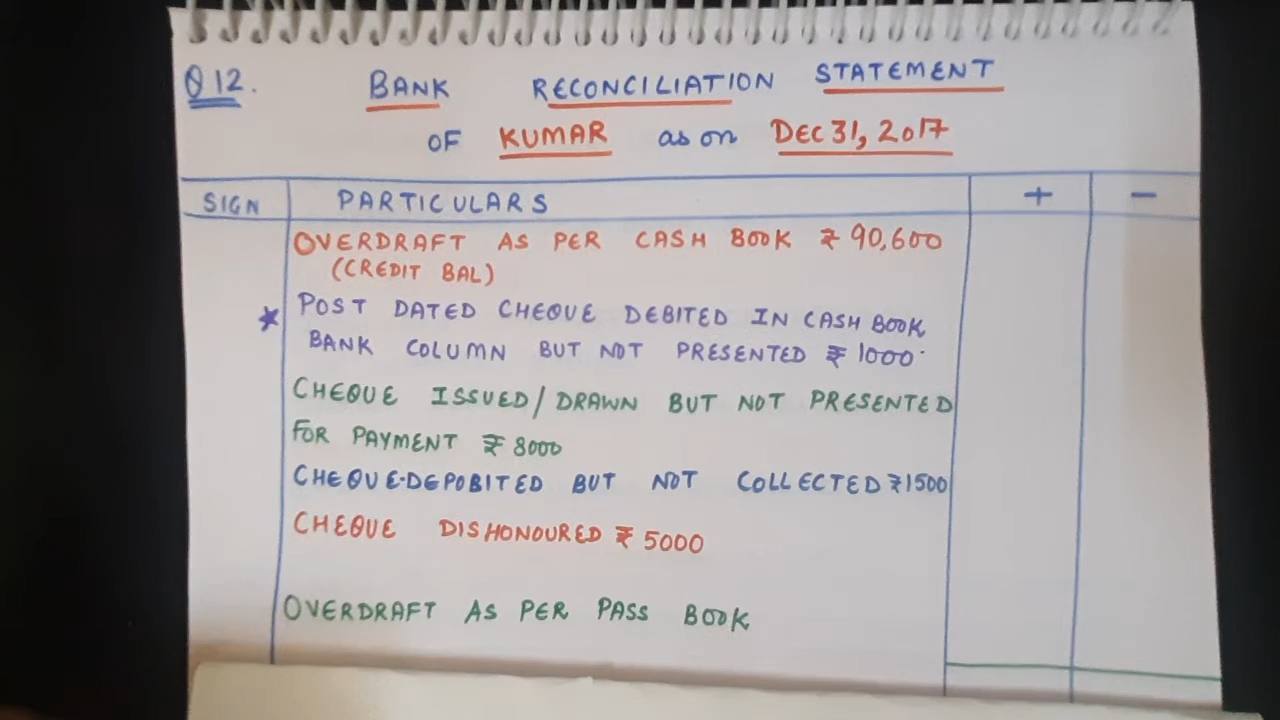 Q12. BANK RECONCILIATION STATEMENT
OF KUMAR as on DEC 31, 2017
SIGN PARTICULARS + -
OVERDRAFT AS PER CASH BOOK ₹ 90,600
(CREDIT BAL)
★ POST DATED CHEQUE DEBITED IN CASH BOOK
BANK COLUMN BUT NOT PRESENTED ₹ 1000
CHEQUE ISSUED/DRAWN BUT NOT PRESENTED
FOR PAYMENT ₹ 8000
CHEQUE-DEPOBITED BUT NOT COLLECTED ₹1500
CHEQUE DISHONOURED ₹ 5000
OVERDRAFT AS PER PASS BOOK